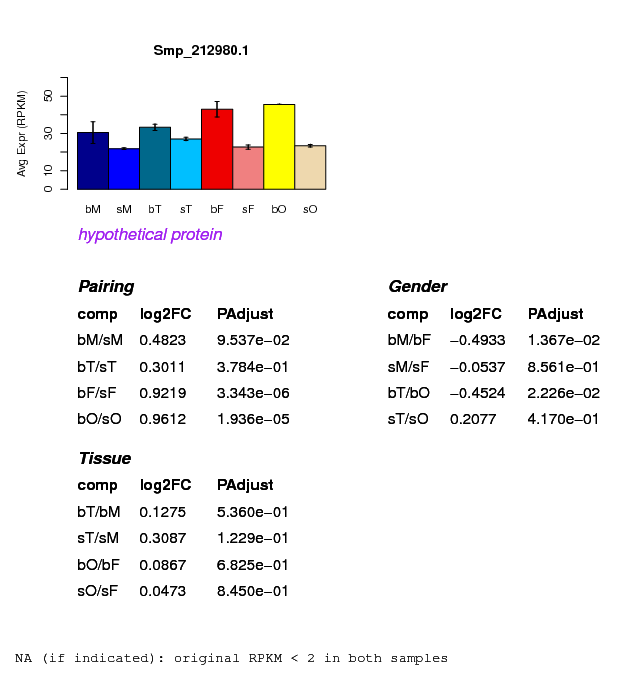 Smp_212980.1
Avg Expr (RPKM)
50
30
10
0
bM sM bT sT bF sF bO sO
hypothetical protein
Pairing
comp log2FC PAdjust
bM/sM 0.4823 9.537e−02
bT/sT 0.3011 3.784e−01
bF/sF 0.9219 3.343e−06
bO/sO 0.9612 1.936e−05
Gender
comp log2FC PAdjust
bM/bF −0.4933 1.367e−02
sM/sF −0.0537 8.561e−01
bT/bO −0.4524 2.226e−02
sT/sO 0.2077 4.170e−01
Tissue
comp log2FC PAdjust
bT/bM 0.1275 5.360e−01
sT/sM 0.3087 1.229e−01
bO/bF 0.0867 6.825e−01
sO/sF 0.0473 8.450e−01
NA (if indicated): original RPKM < 2 in both samples